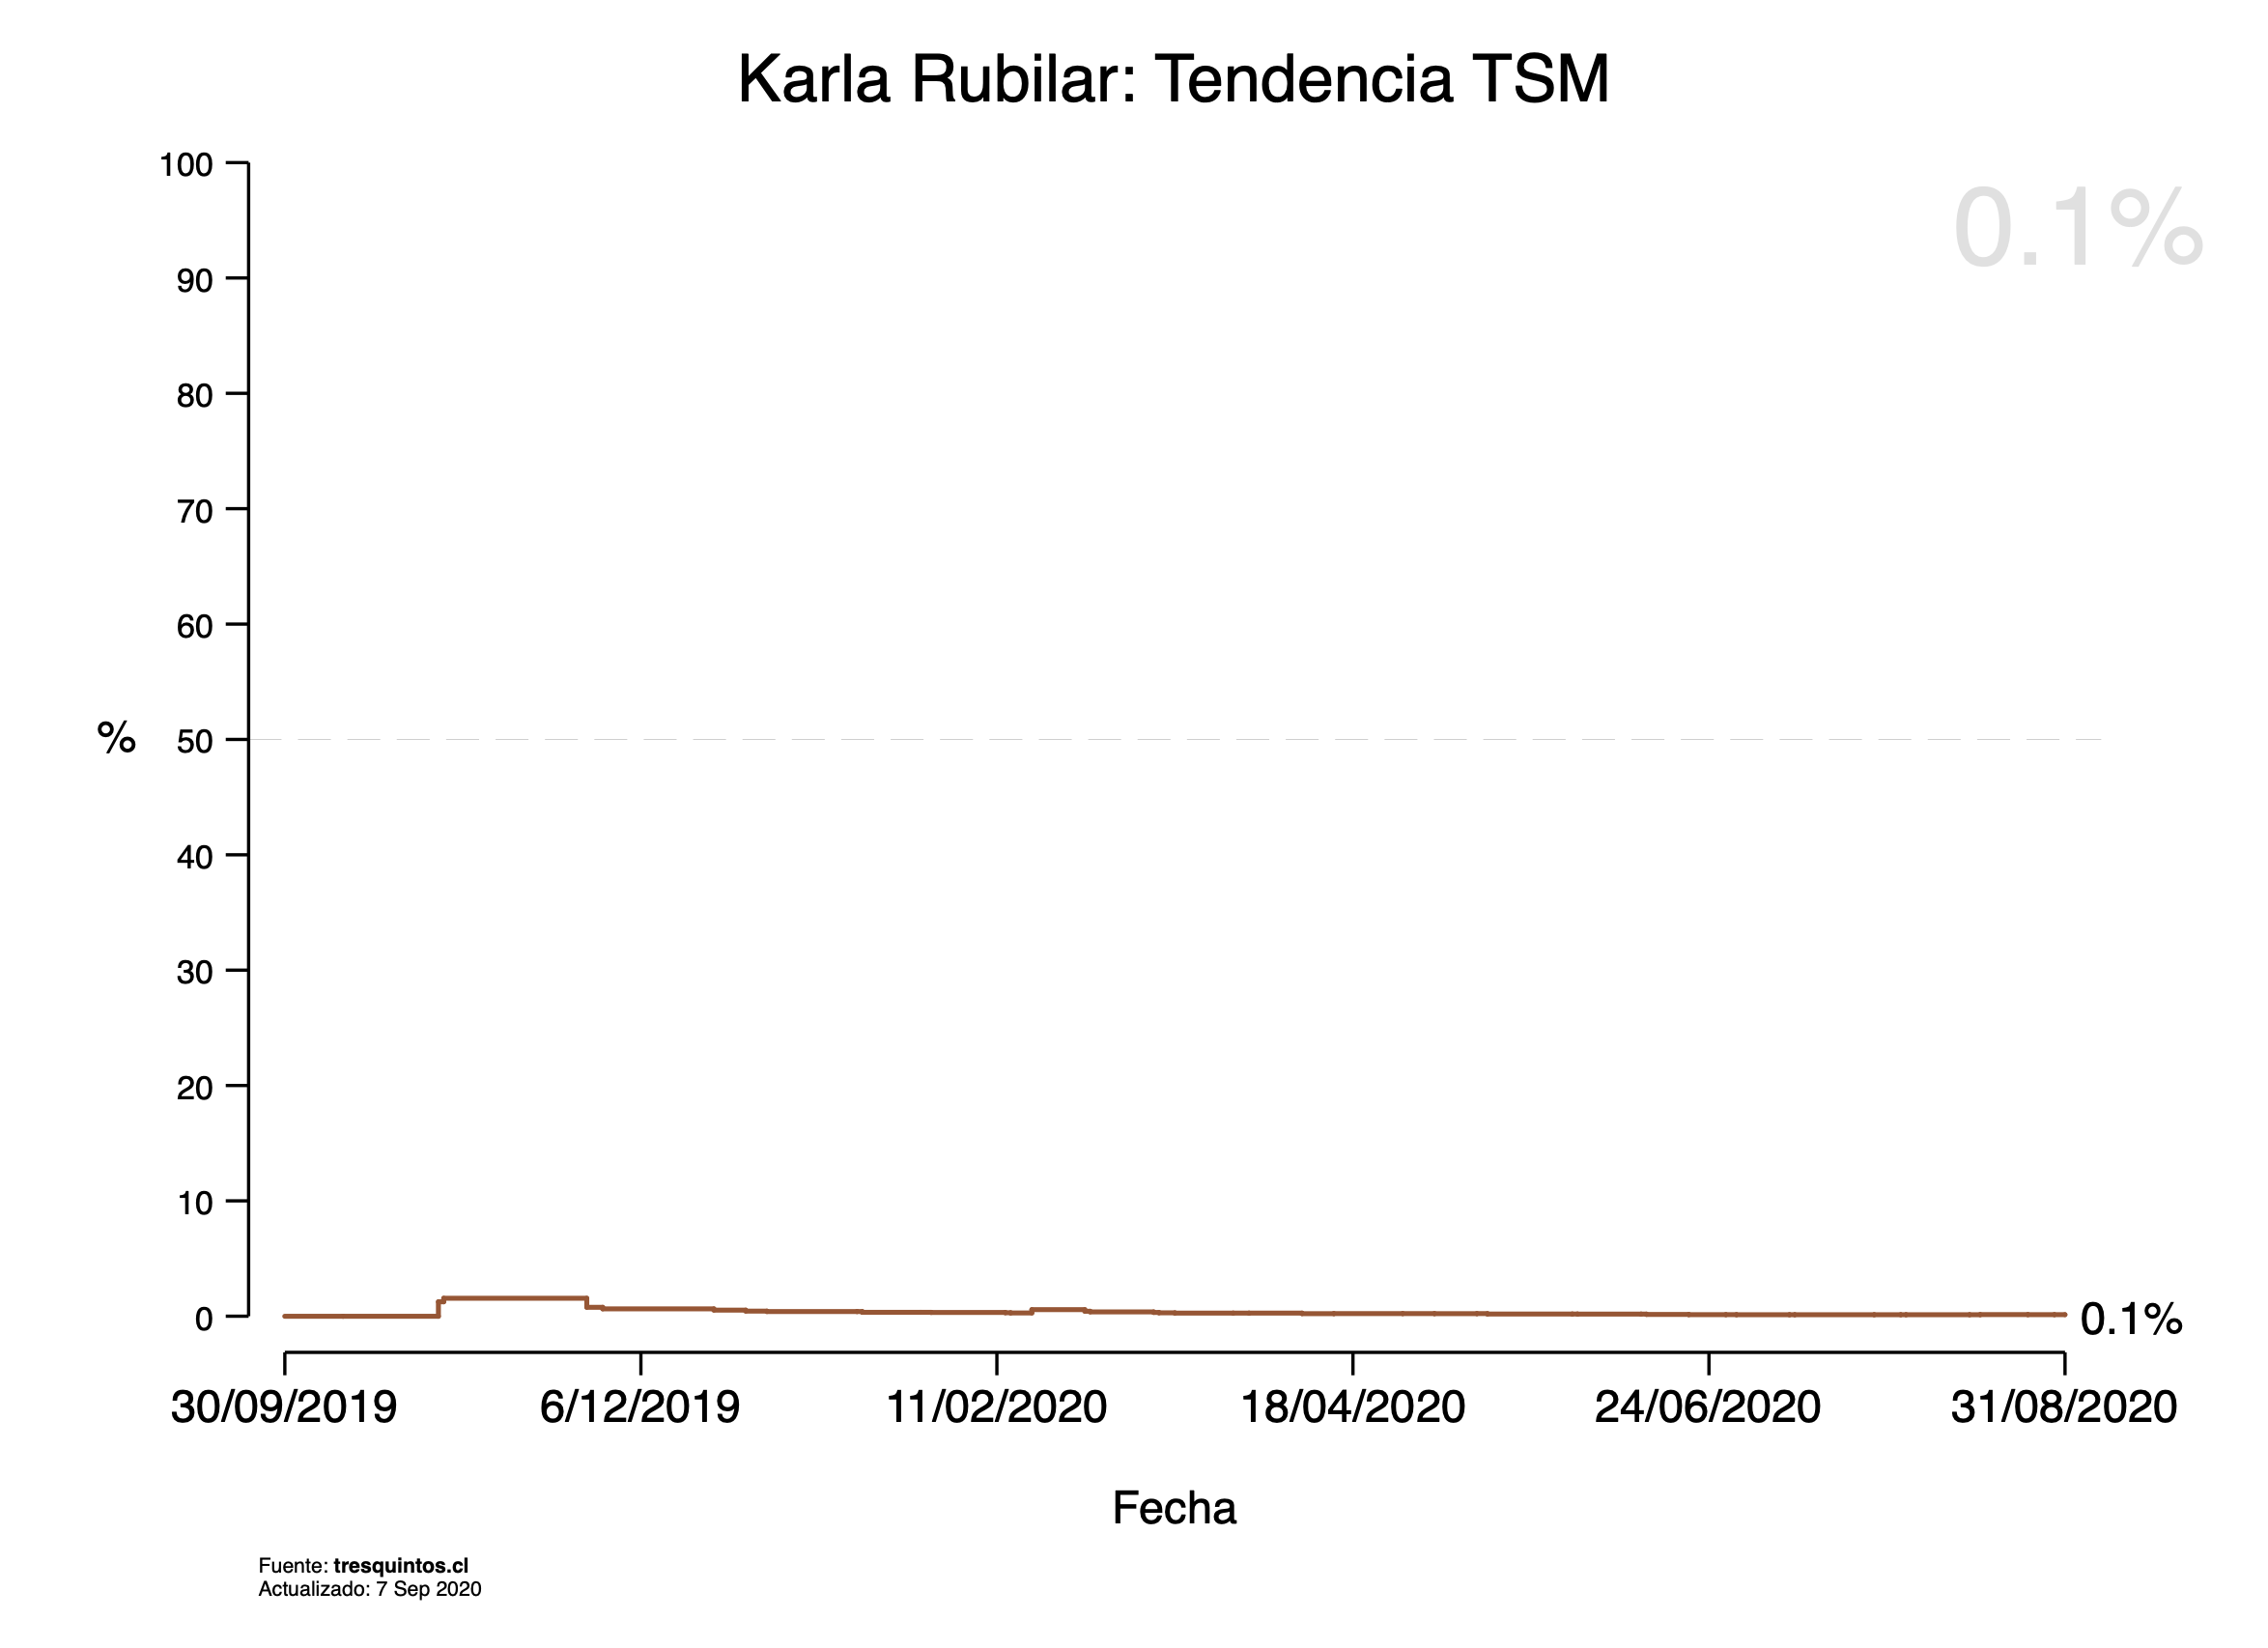 Karla Rubilar: Tendencia TSM
0.1%
100
90
80
70
60
50
40
30
20
10
0
%
0.1%
30/09/2019 6/12/2019 11/02/2020 18/04/2020 24/06/2020 31/08/2020
Fecha
Fuente: tresquintos.cl
Actualizado: 7 Sep 2020